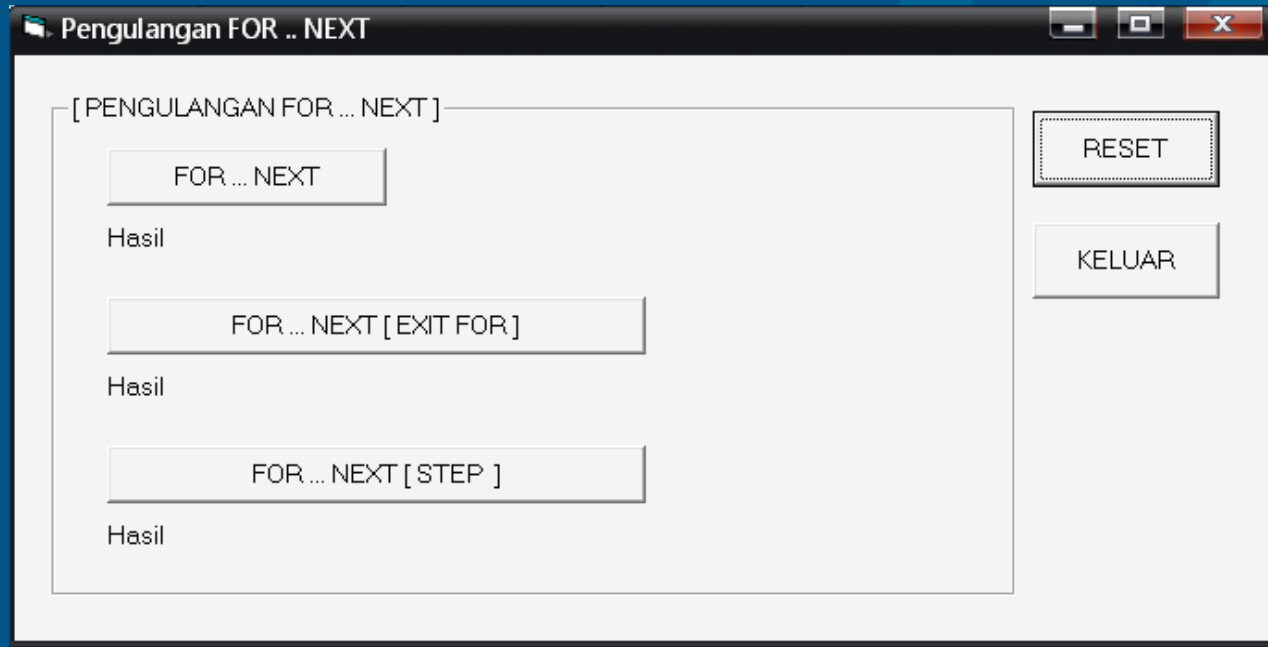 Pengulangan FOR .. NEXT
[ PENGULANGAN FOR ... NEXT ]
FOR ... NEXT
Hasil
FOR ... NEXT [ EXIT FOR ]
Hasil
FOR ... NEXT [ STEP ]
Hasil
RESET
KELUAR